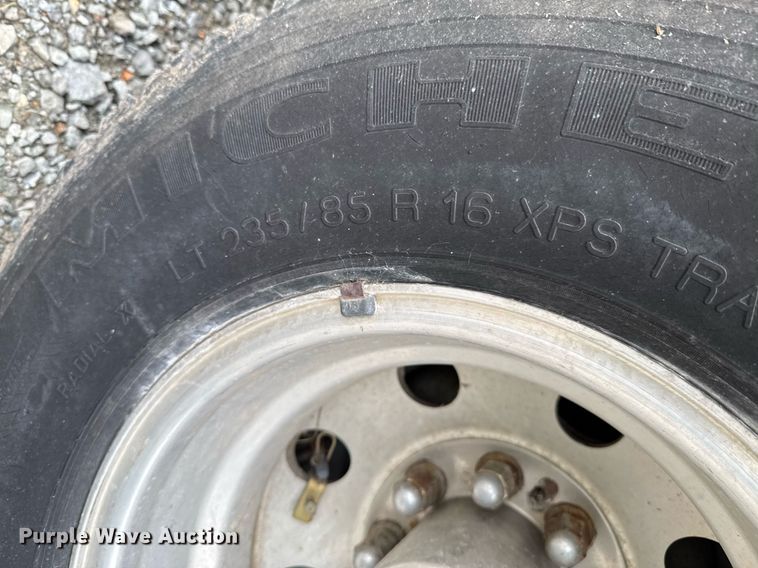 MICHE
LT 235/85 R 16 XPS TRA
RADIAL X
Purple Wave Auction